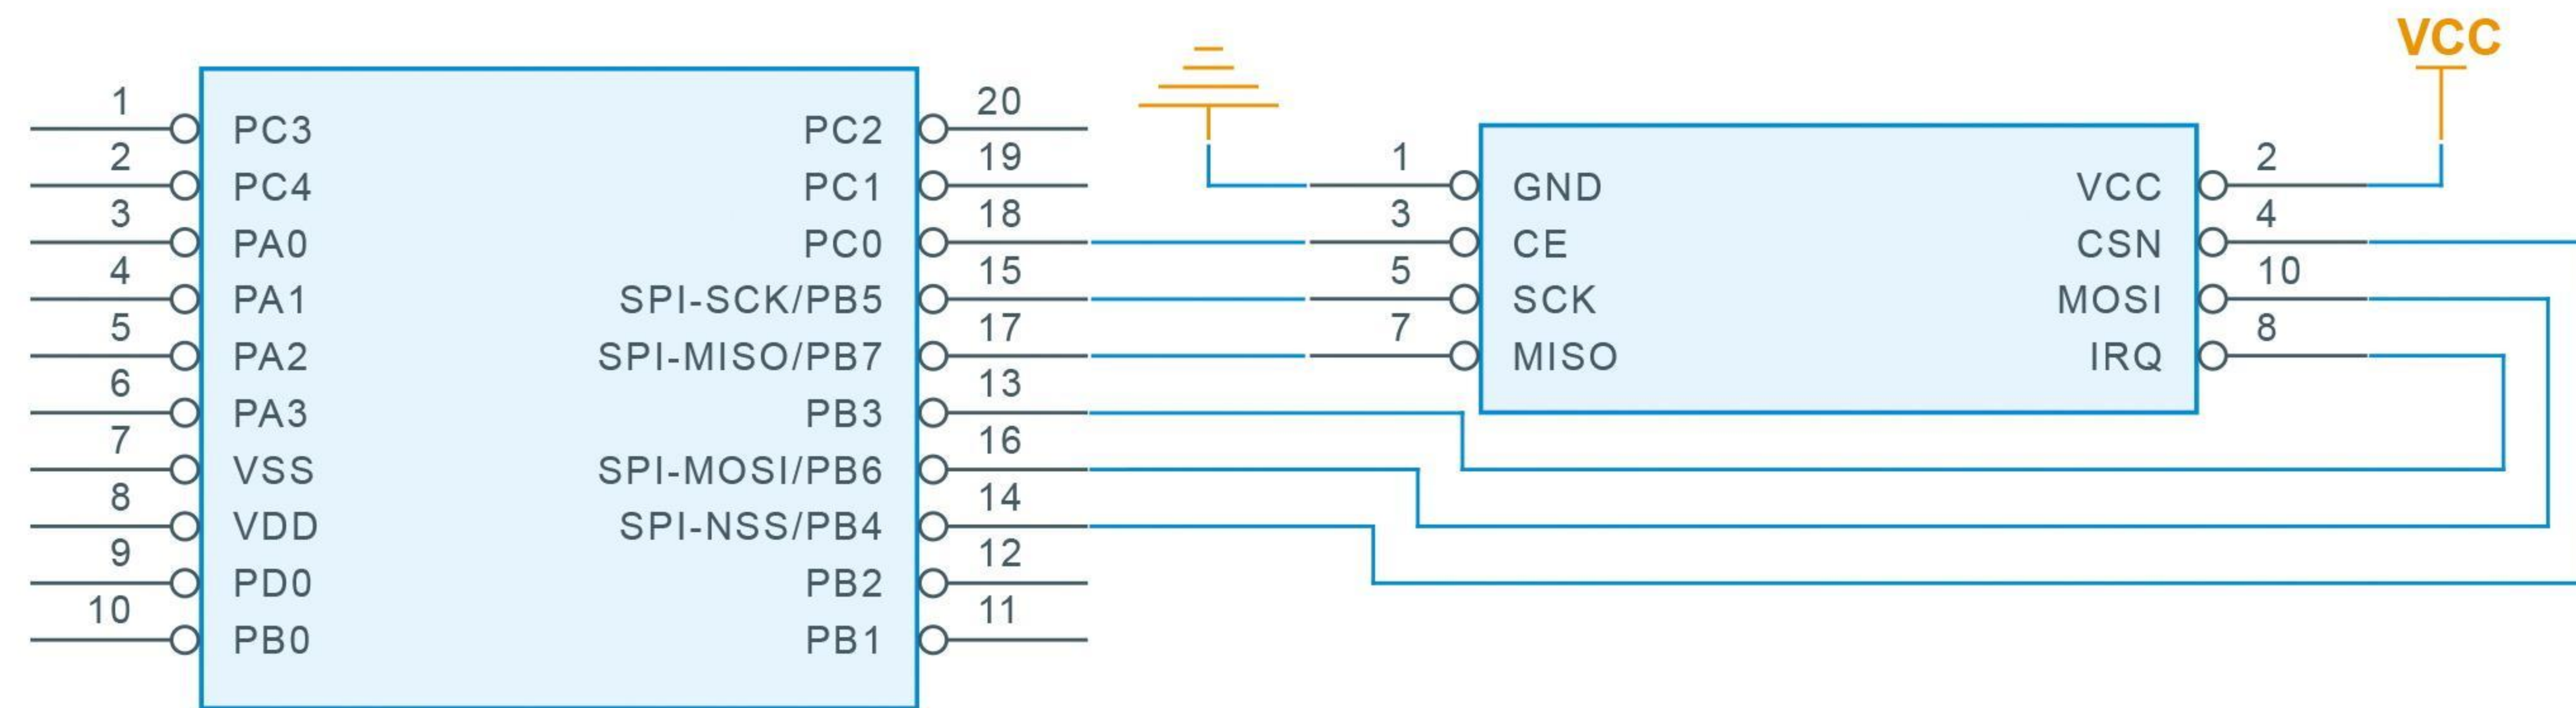 VCC
1 PC3 PC2 20
2 PC4 PC1 19
3 PA0 PC0 18
4 PA1 SPI-SCK/PB5 15
5 PA2 SPI-MISO/PB7 17
6 PA3 PB3 13
7 VSS SPI-MOSI/PB6 16
8 VDD SPI-NSS/PB4 14
9 PD0 PB2 12
10 PB0 PB1 11
1 GND VCC 2
3 CE CSN 4
5 SCK MOSI 10
7 MISO IRQ 8